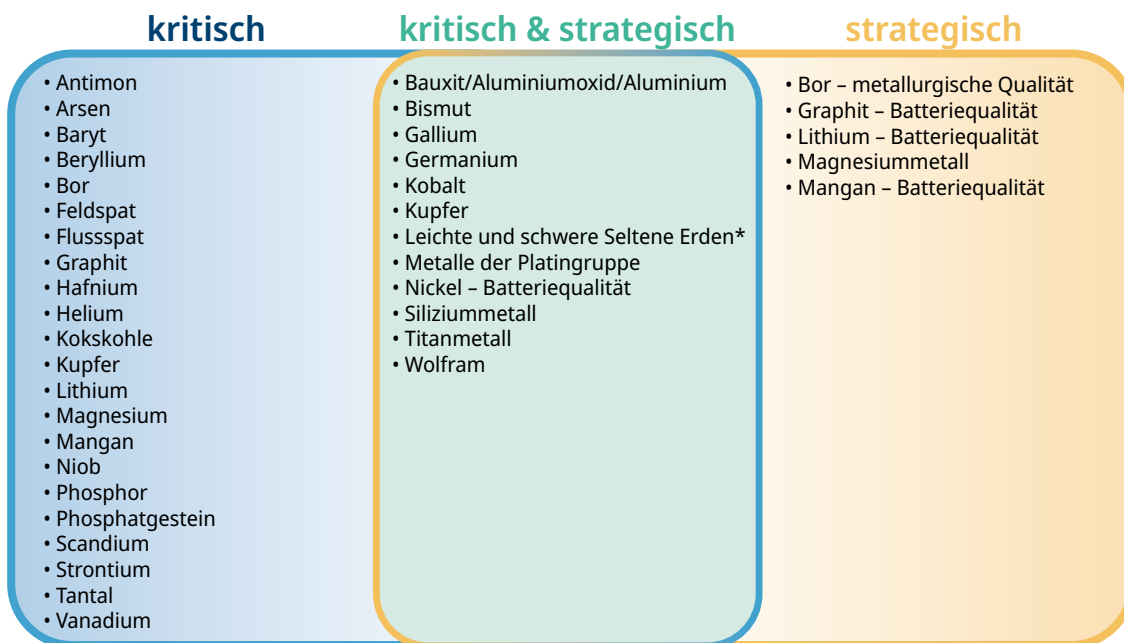 kritisch
• Antimon
• Arsen
• Baryt
• Beryllium
• Bor
• Feldspat
• Flussspat
• Graphit
• Hafnium
• Helium
• Kokskohle
• Kupfer
• Lithium
• Magnesium
• Mangan
• Niob
• Phosphor
• Phosphatgestein
• Scandium
• Strontium
• Tantal
• Vanadium
kritisch & strategisch
• Bauxit/Aluminiumoxid/Aluminium
• Bismut
• Gallium
• Germanium
• Kobalt
• Kupfer
• Leichte und schwere Seltene Erden*
• Metalle der Platingruppe
• Nickel – Batteriequalität
• Siliziummetall
• Titanmetall
• Wolfram
strategisch
• Bor – metallurgische Qualität
• Graphit – Batteriequalität
• Lithium – Batteriequalität
• Magnesiummetall
• Mangan – Batteriequalität